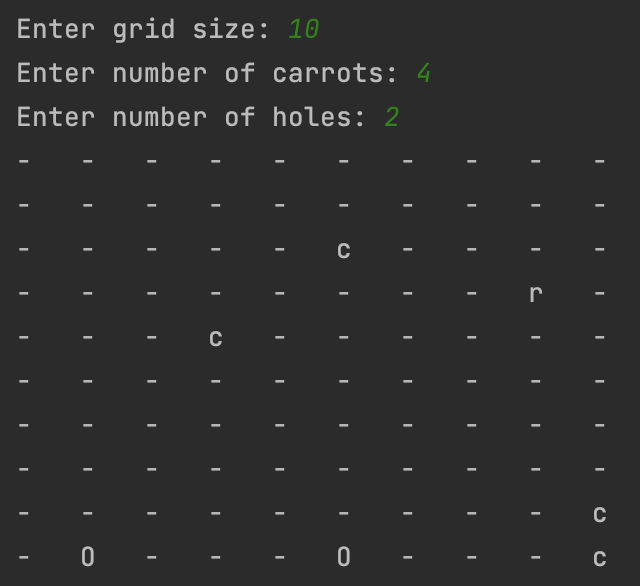 Enter grid size: 10
Enter number of carrots: 4
Enter number of holes: 2
- - - - - - - - - -
- - - - - - - - - -
- - - - - c - - - -
- - - - - - - - r -
- - - c - - - - - -
- - - - - - - - - -
- - - - - - - - - -
- - - - - - - - - -
- - - - - - - - - c
- O - - - O - - - c